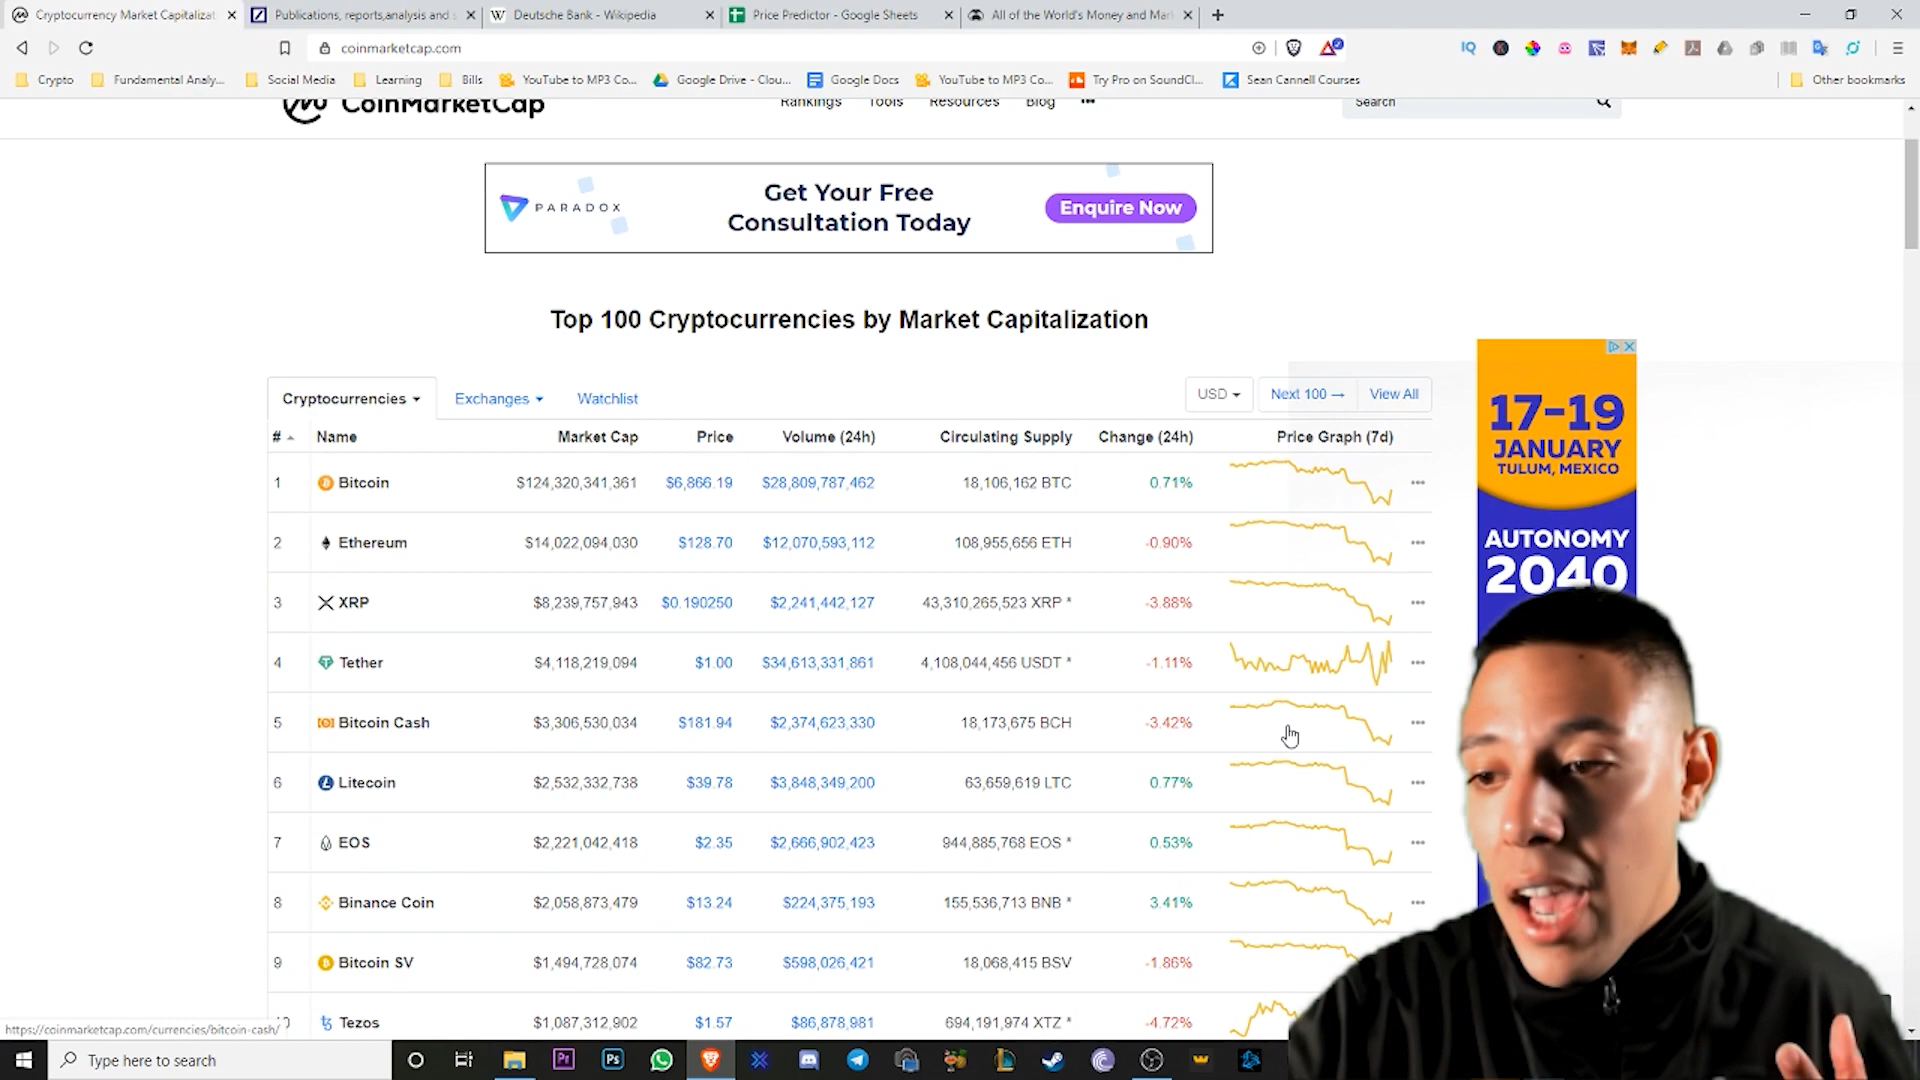 Cryptocurrency Market Capitalizat
Publications, reports,analysis and s
Deutsche Bank - Wikipedia
Price Predictor - Google Sheets
All of the World's Money and Mar
coinmarketcap.com
Crypto
Fundamental Analy...
Social Media
Learning
Bills
YouTube to MP3 Co...
Google Drive - Clou...
Google Docs
YouTube to MP3 Co...
Try Pro on SoundCl...
Sean Cannell Courses
Other bookmarks
CoinMarketCap
Rankings Tools Resources Blog
Search
PARADOX
Get Your Free
Consultation Today
Enquire Now
Top 100 Cryptocurrencies by Market Capitalization
Cryptocurrencies Exchanges Watchlist USD Next 100 → View All
# Name Market Cap Price Volume (24h) Circulating Supply Change (24h) Price Graph (7d)
1 Bitcoin $124,320,341,361 $6,866.19 $28,809,787,462 18,106,162 BTC 0.71%
2 Ethereum $14,022,094,030 $128.70 $12,070,593,112 108,955,656 ETH -0.90%
3 XRP $8,239,757,943 $0.190250 $2,241,442,127 43,310,265,523 XRP * -3.88%
4 Tether $4,118,219,094 $1.00 $34,613,331,861 4,108,044,456 USDT * -1.11%
5 Bitcoin Cash $3,306,530,034 $181.94 $2,374,623,330 18,173,675 BCH -3.42%
6 Litecoin $2,532,332,738 $39.78 $3,848,349,200 63,659,619 LTC 0.77%
7 EOS $2,221,042,418 $2.35 $2,666,902,423 944,885,768 EOS * 0.53%
8 Binance Coin $2,058,873,479 $13.24 $224,375,193 155,536,713 BNB * 3.41%
9 Bitcoin SV $1,494,728,074 $82.73 $598,026,421 18,068,415 BSV -1.86%
Tezos $1,087,312,902 $1.57 $86,878,981 694,191,974 XTZ * -4.72%
17-19
JANUARY
TULUM, MEXICO
AUTONOMY
2040
https://coinmarketcap.com/currencies/bitcoin-cash/
Type here to search
Pr
Ps